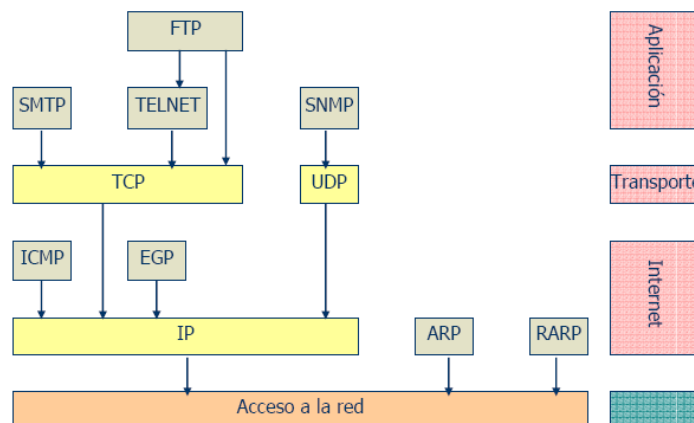 FTP
Aplicación
SMTP
TELNET
SNMP
TCP
UDP
Transporte
ICMP
EGP
Internet
IP
ARP
RARP
Acceso a la red